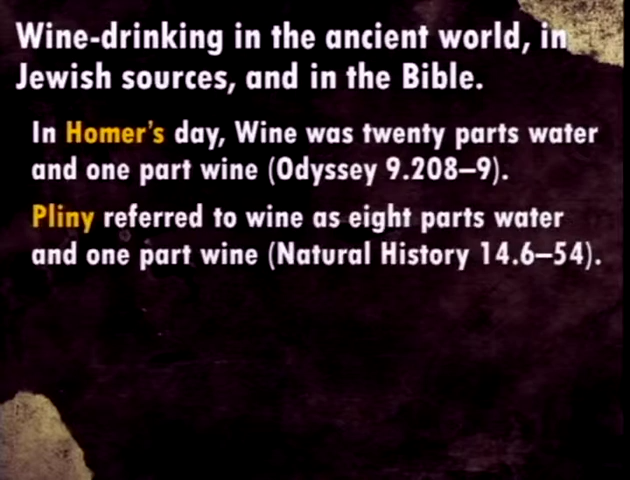 Wine-drinking in the ancient world, in
Jewish sources, and in the Bible.
In Homer's day, Wine was twenty parts water
and one part wine (Odyssey 9.208–9).
Pliny referred to wine as eight parts water
and one part wine (Natural History 14.6–54).